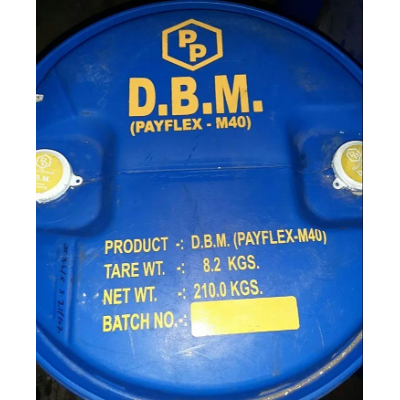 PP
D.B.M.
(PAYFLEX - M40)
D.B.M.
D.B.M.
PRODUCT -: D.B.M. (PAYFLEX-M40)
TARE WT. -: 8.2 KGS.
NET WT. -: 210.0 KGS.
BATCH NO.-: